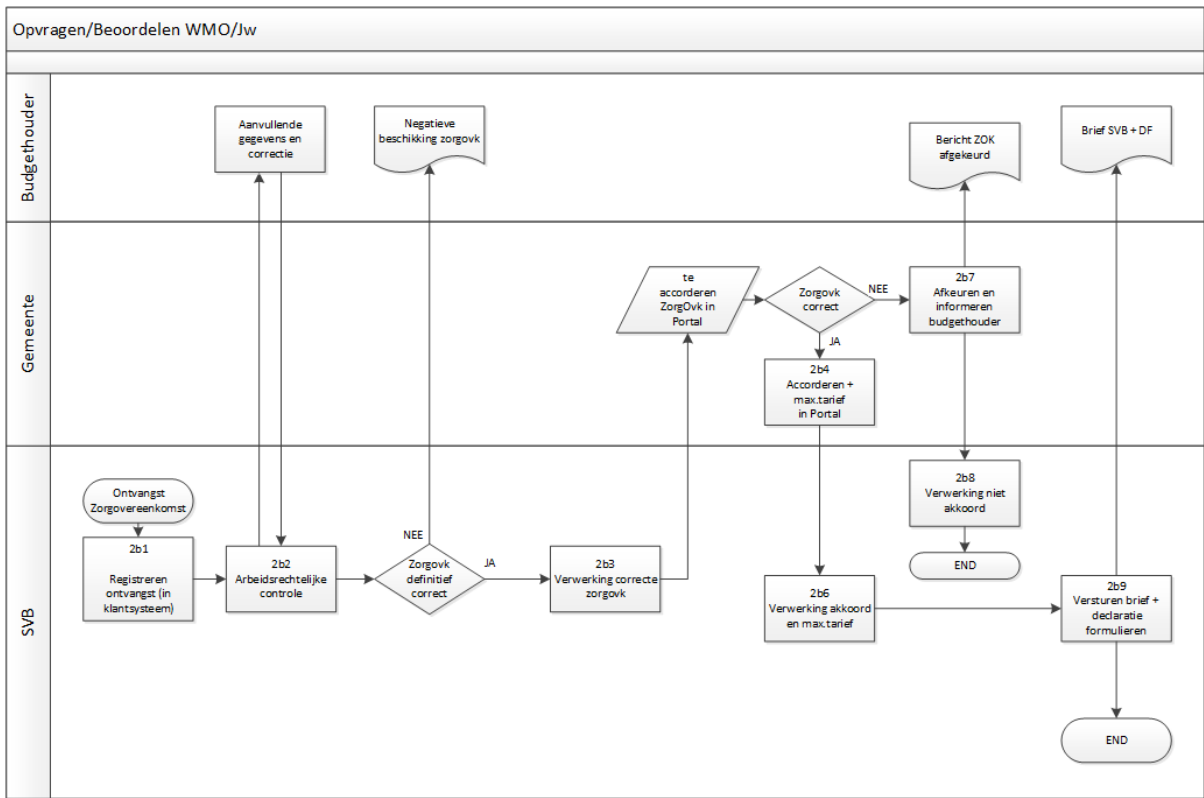 Opvragen/Beoordelen WMO/Jw
Budgethouder
Aanvullende
gegevens en
correctie
Negatieve
beschikking zorgovk
Bericht ZOK
afgekeurd
Brief SVB + DF
Gemeente
te
accorderen
ZorgOvk in
Portal
Zorgovk
correct
NEE
JA
2b7
Afkeuren en
informeren
budgethouder
2b4
Accorderen +
max.tarief
in Portal
SVB
Ontvangst
Zorgovereenkomst
2b1
Registreren
ontvangst (in
klantsysteem)
2b2
Arbeidsrechtelijke
controle
NEE
Zorgovk
definitief
correct
JA
2b3
Verwerking correcte
zorgovk
2b6
Verwerking akkoord
en max.tarief
2b8
Verwerking niet
akkoord
END
2b9
Versturen brief +
declaratie
formulieren
END